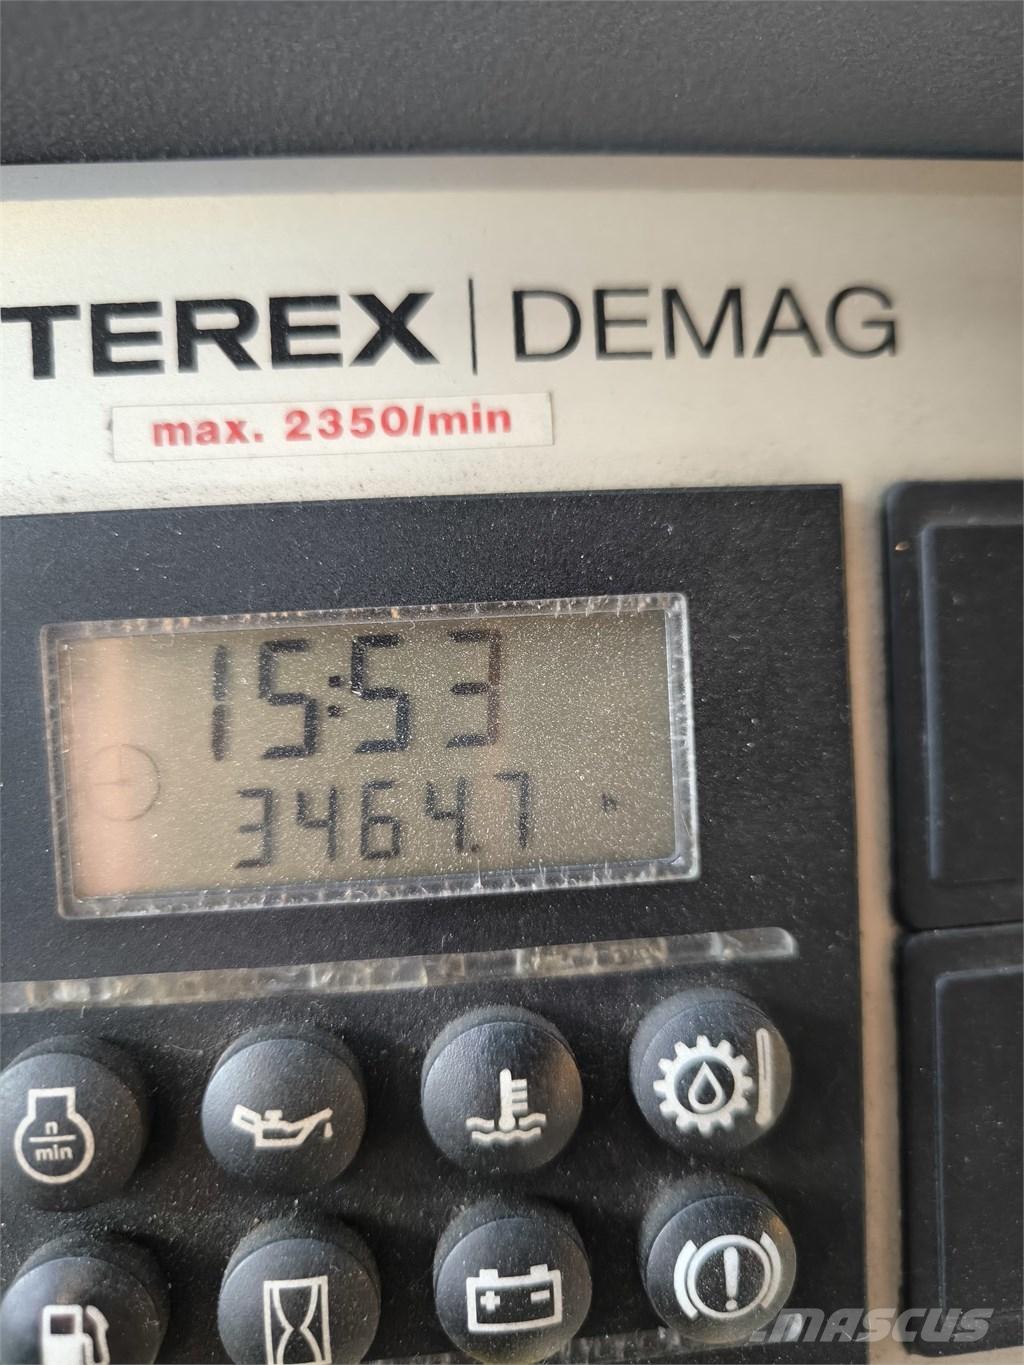 TEREX | DEMAG
max. 2350/min
15:53
3464.7 h
n
min
MASCUS